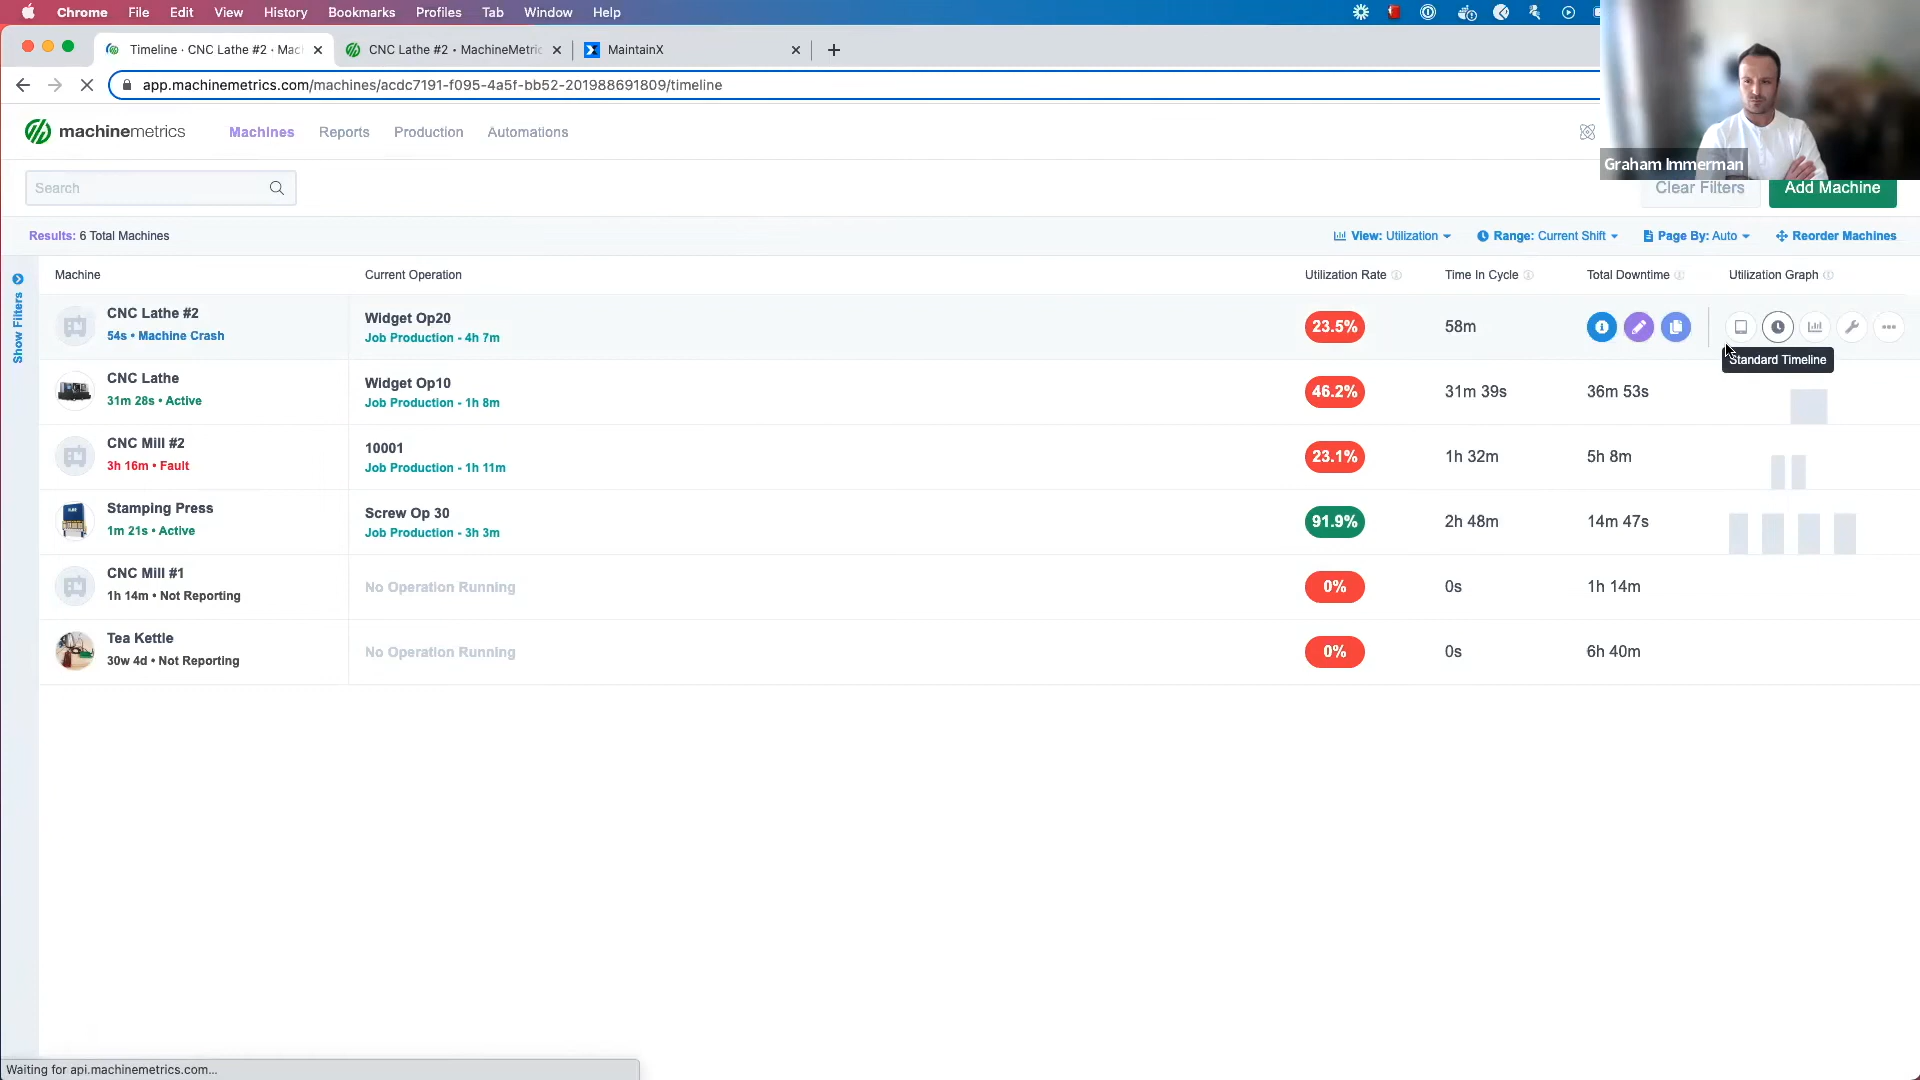 Chrome File Edit View History Bookmarks Profiles Tab Window Help
Timeline · CNC Lathe #2 · Mac
CNC Lathe #2 • MachineMetric
MaintainX
app.machinemetrics.com/machines/acdc7191-f095-4a5f-bb52-201988691809/timeline
machinemetrics
Machines Reports Production Automations
Graham Immerman
Search
Clear Filters
Add Machine
Results: 6 Total Machines
View: Utilization
Range: Current Shift
Page By: Auto
Reorder Machines
Show Filters
Machine Current Operation Utilization Rate Time In Cycle Total Downtime Utilization Graph
CNC Lathe #2
54s • Machine Crash
Widget Op20
Job Production - 4h 7m
23.5%
58m
Standard Timeline
CNC Lathe
31m 28s • Active
Widget Op10
Job Production - 1h 8m
46.2%
31m 39s
36m 53s
CNC Mill #2
3h 16m • Fault
10001
Job Production - 1h 11m
23.1%
1h 32m
5h 8m
Stamping Press
1m 21s • Active
Screw Op 30
Job Production - 3h 3m
91.9%
2h 48m
14m 47s
CNC Mill #1
1h 14m • Not Reporting
No Operation Running
0%
0s
1h 14m
Tea Kettle
30w 4d • Not Reporting
No Operation Running
0%
0s
6h 40m
Waiting for api.machinemetrics.com...